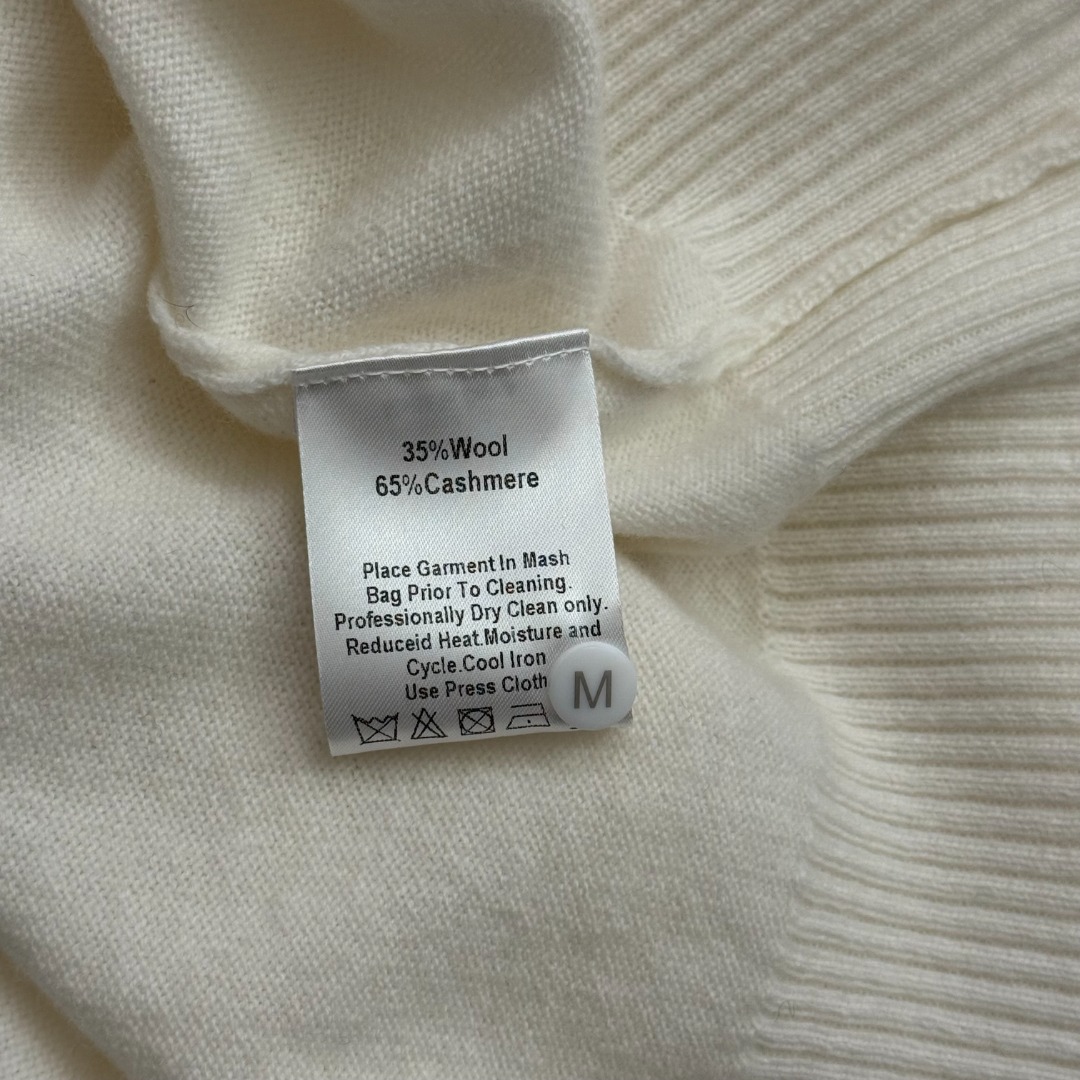 35%Wool
65%Cashmere
Place Garment In Mash
Bag Prior To Cleaning.
Professionally Dry Clean only.
Reduceid Heat.Moisture and
Cycle.Cool Iron
Use Press Cloth
M